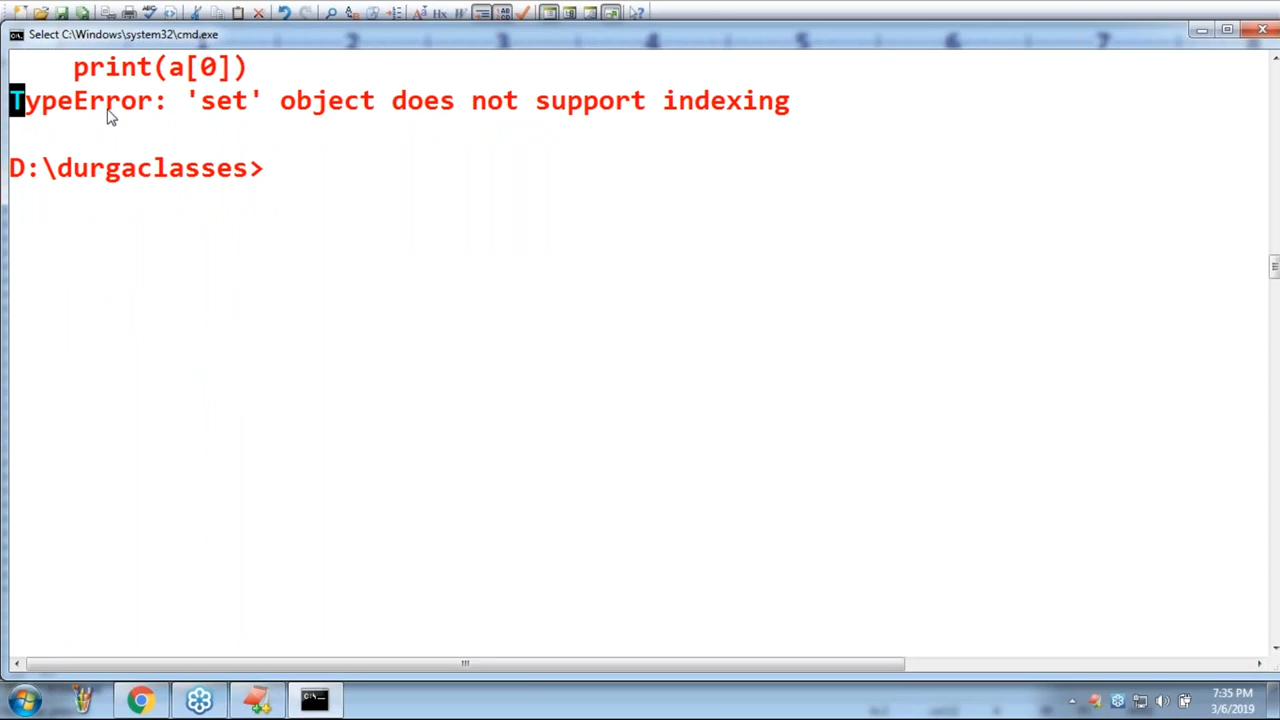 Select C:\Windows\system32\cmd.exe
print(a[0])
TypeError: 'set' object does not support indexing
D:\durgaclasses>
7:35 PM
3/6/2019